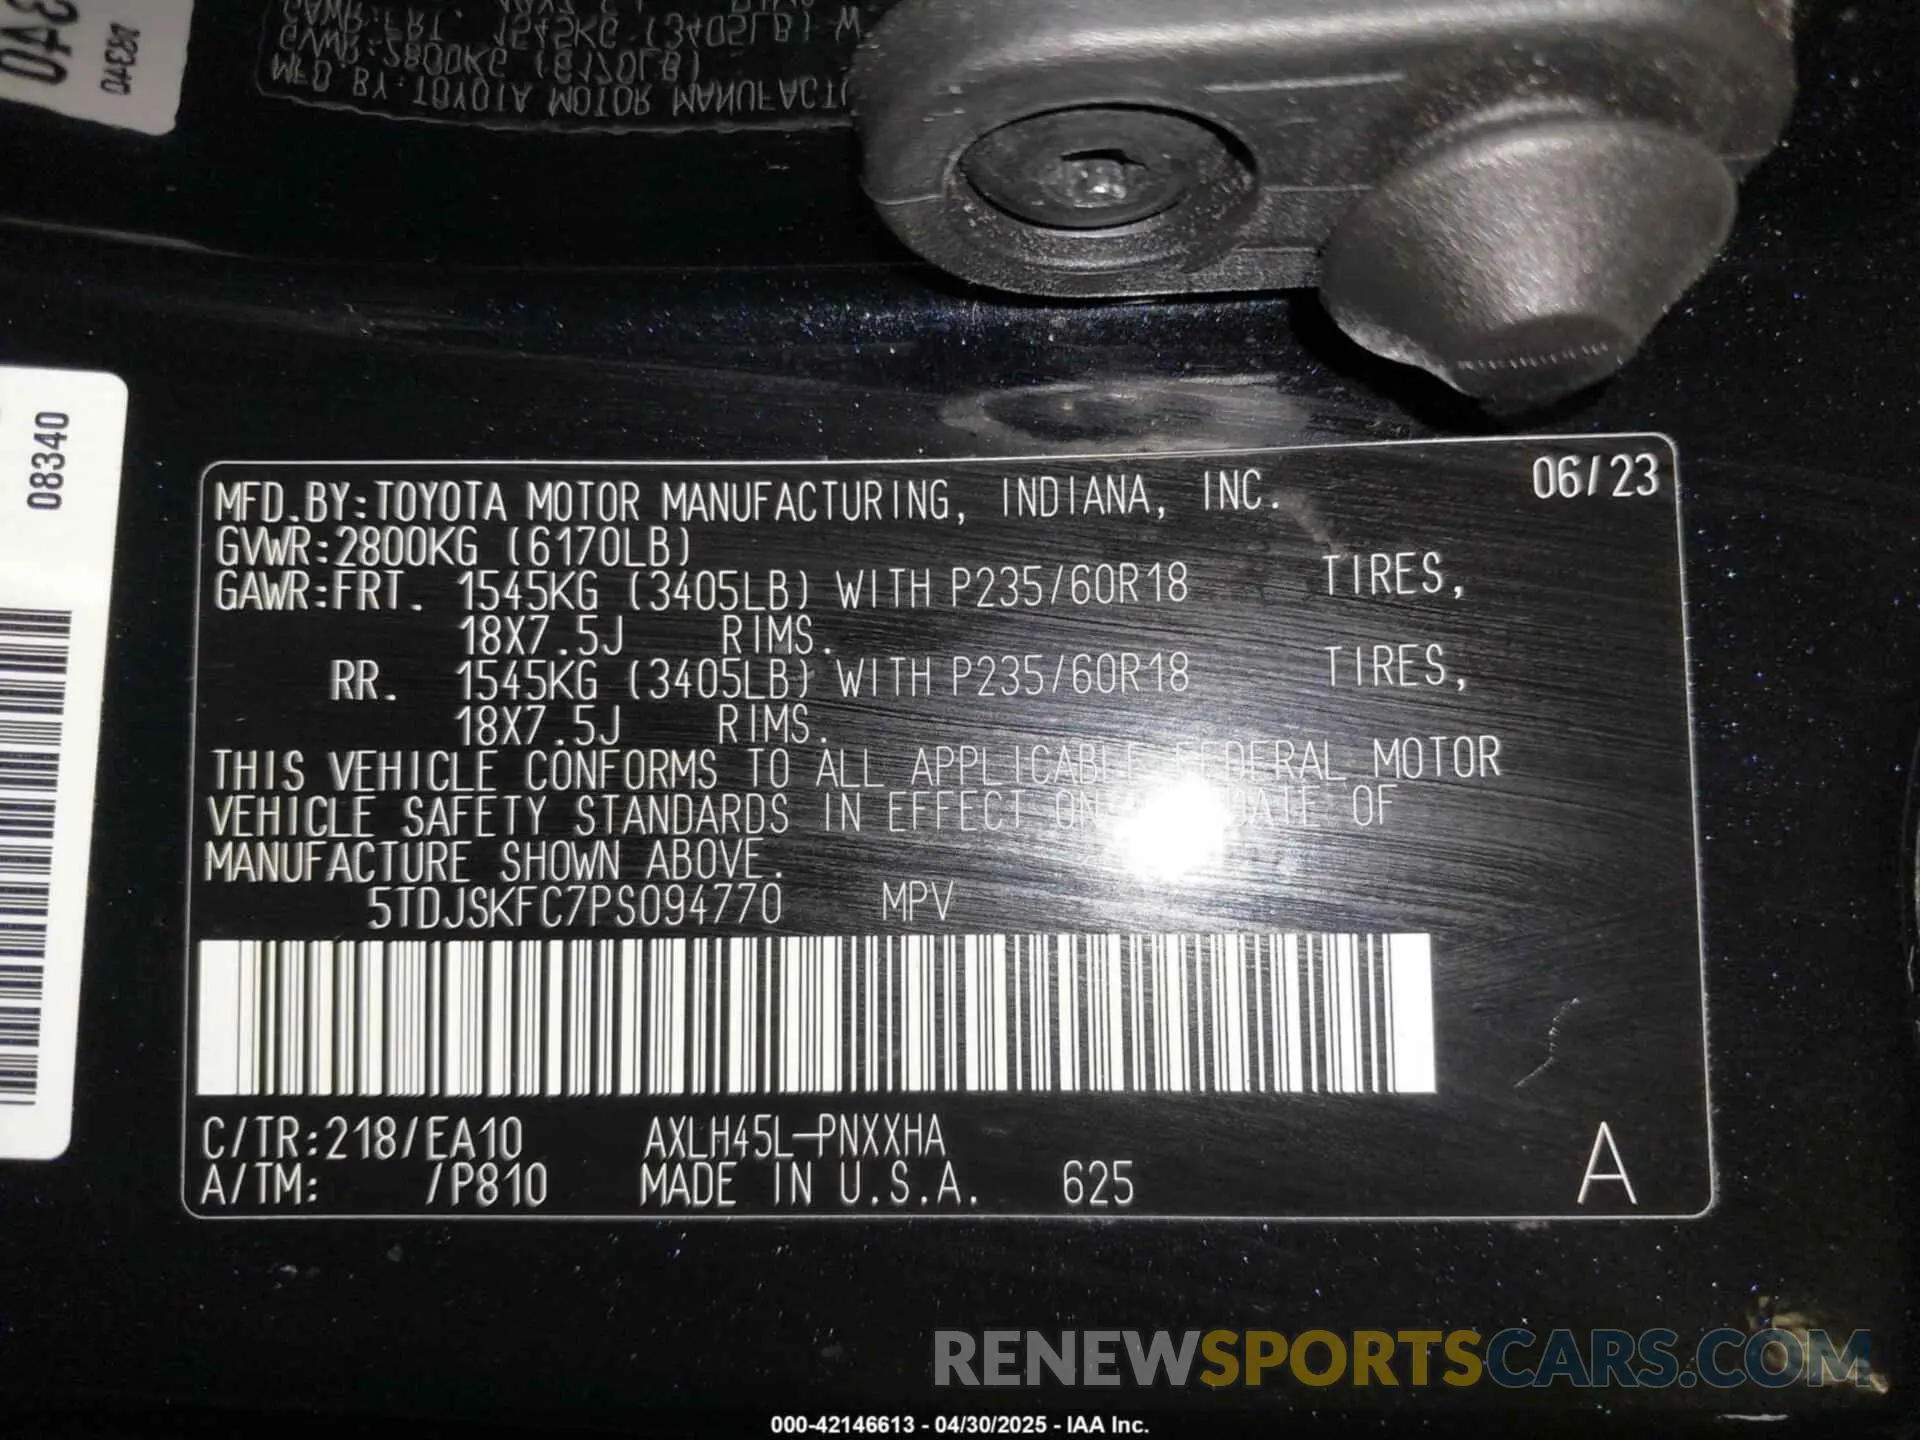 08340
MFD.BY:TOYOTA MOTOR MANUFACTURING, INDIANA, INC. 06/23
GVWR:2800KG (6170LB)
GAWR:FRT. 1545KG (3405LB) WITH P235/60R18 TIRES,
18X7.5J RIMS.
RR. 1545KG (3405LB) WITH P235/60R18 TIRES,
18X7.5J RIMS.
THIS VEHICLE CONFORMS TO ALL APPLICABLE FEDERAL MOTOR
VEHICLE SAFETY STANDARDS IN EFFECT ON DATE OF
MANUFACTURE SHOWN ABOVE.
5TDJSKFC7PS094770 MPV
C/TR:218/EA10 AXLH45L-PNXXHA
A/TM: /P810 MADE IN U.S.A. 625 A
RENEWSPORTSCARS.COM
000-42146613 - 04/30/2025 - IAA Inc.